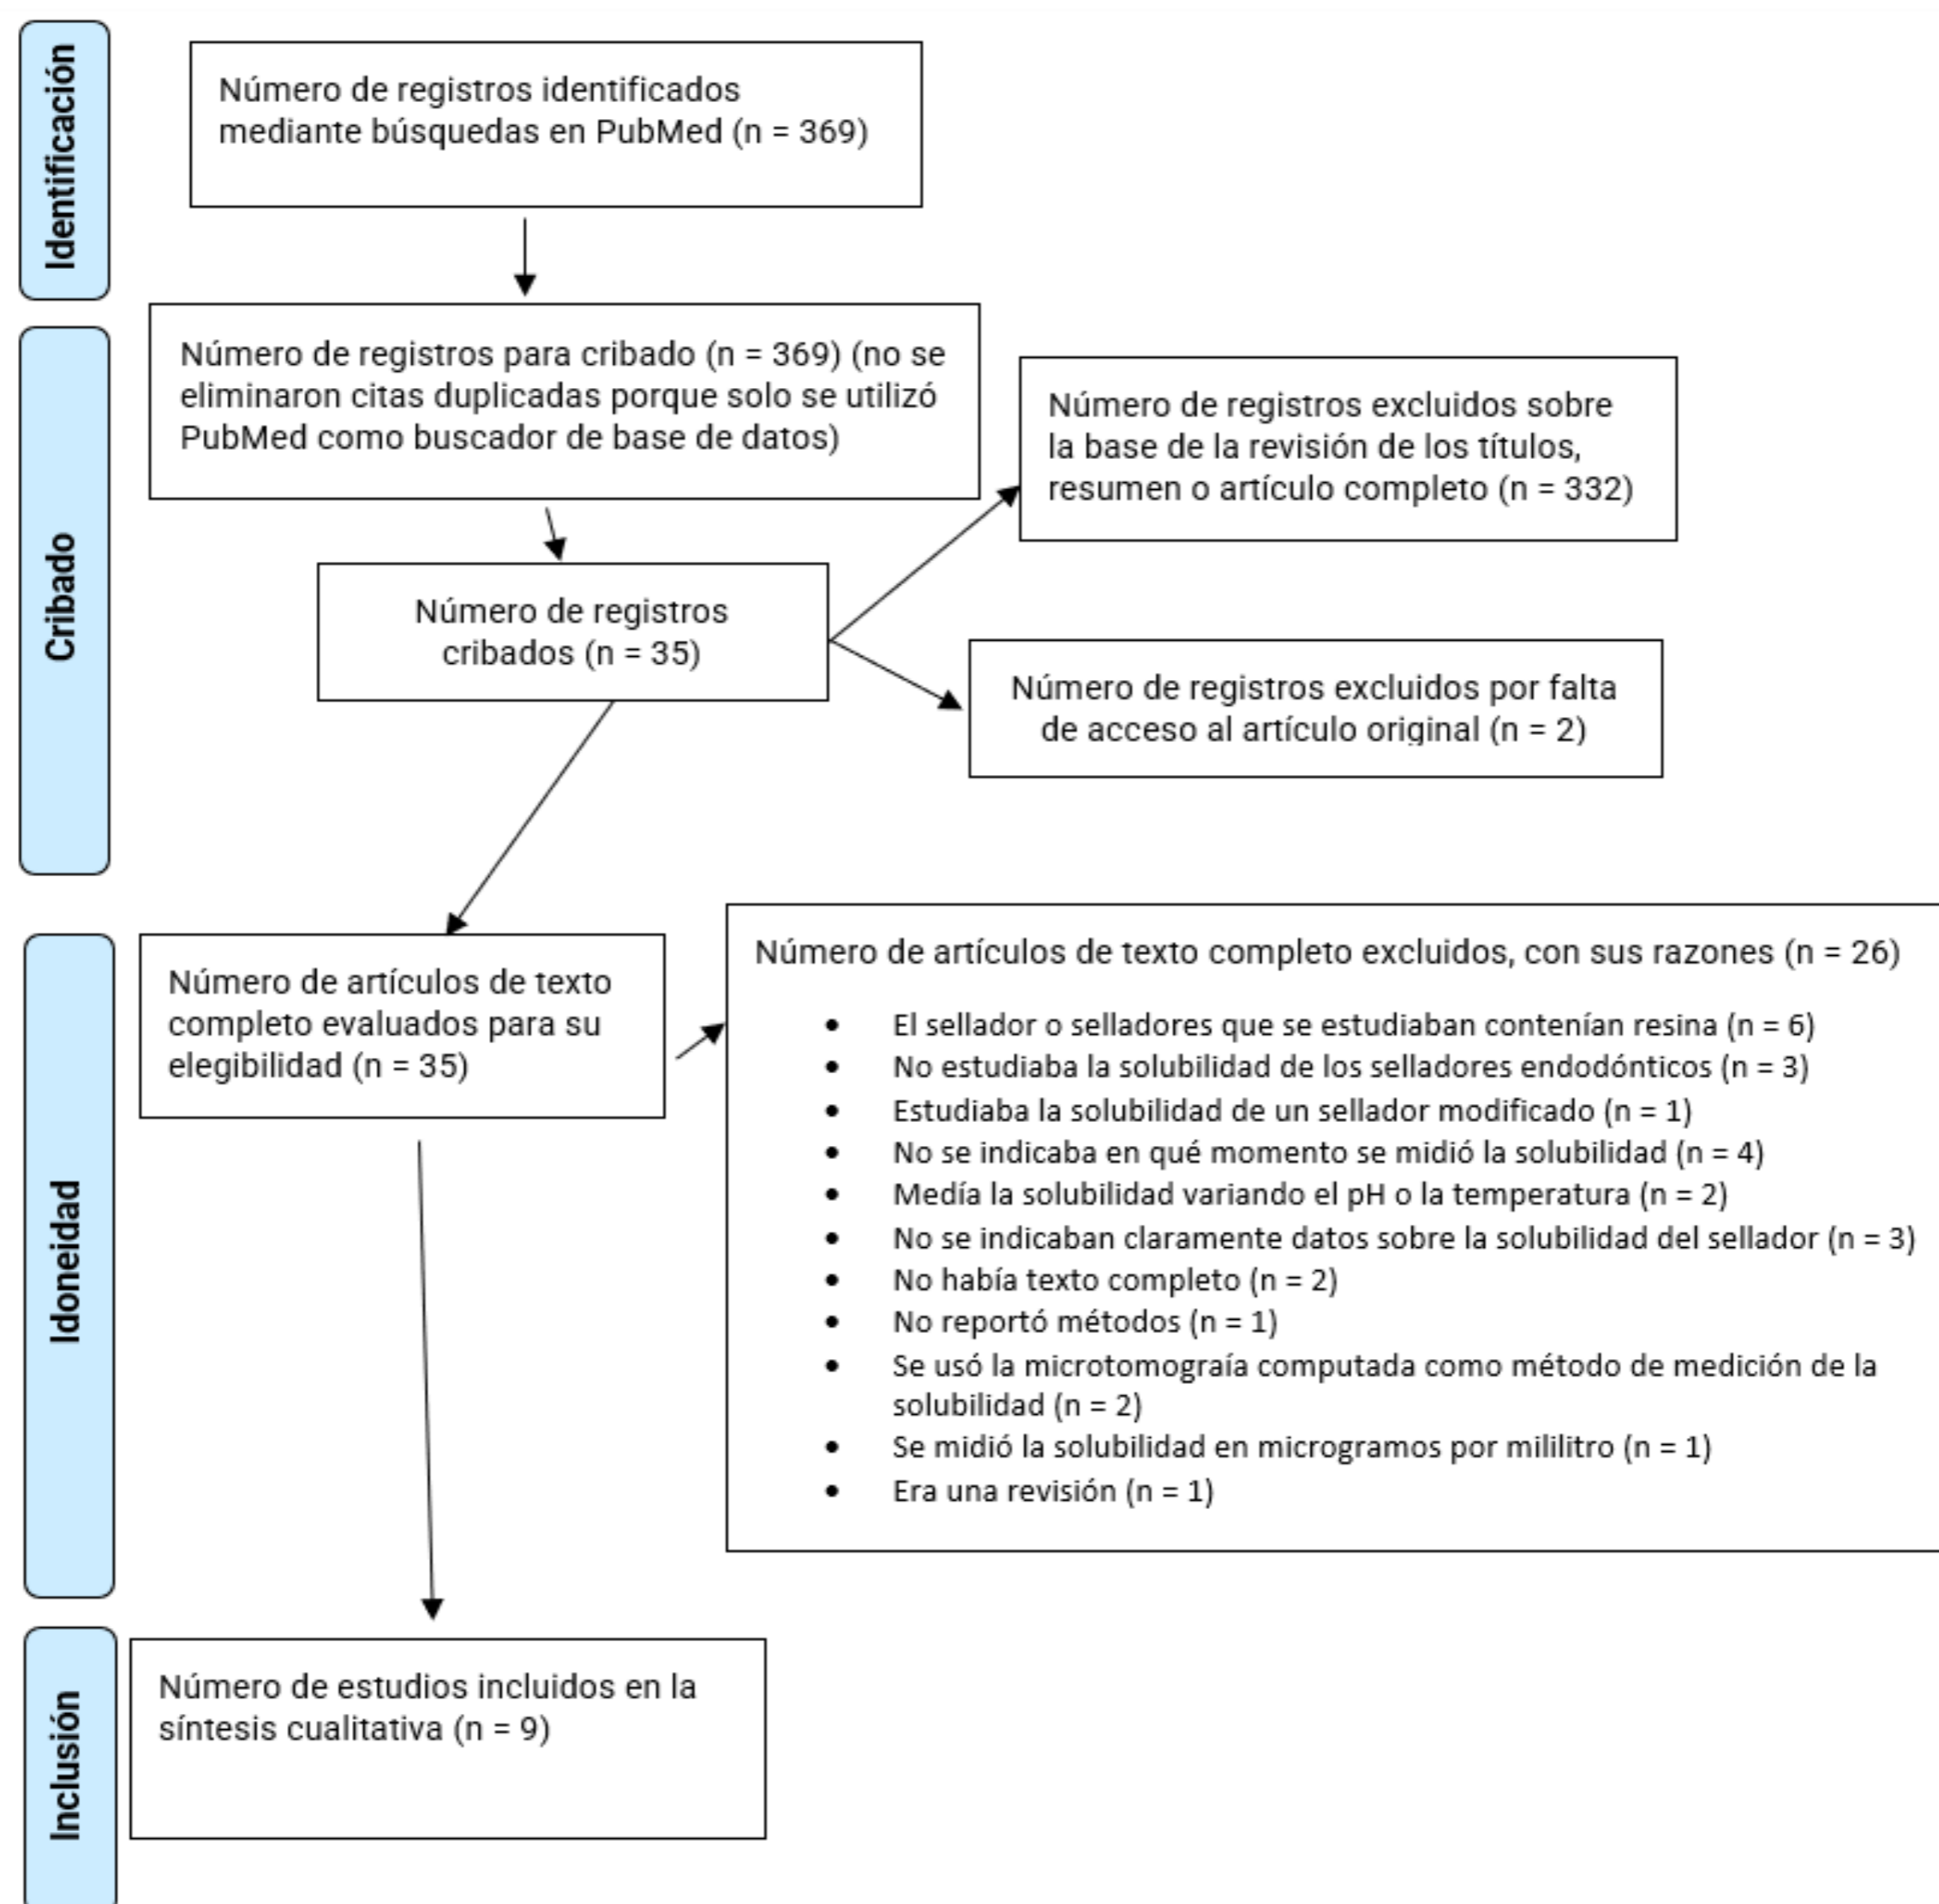 Identificación
Número de registros identificados
mediante búsquedas en PubMed (n = 369)
Cribado
Número de registros para cribado (n = 369) (no se
eliminaron citas duplicadas porque solo se utilizó
PubMed como buscador de base de datos)
Número de registros excluidos sobre
la base de la revisión de los títulos,
resumen o artículo completo (n = 332)
Número de registros
cribados (n = 35)
Número de registros excluidos por falta
de acceso al artículo original (n = 2)
Idoneidad
Número de artículos de texto
completo evaluados para su
elegibilidad (n = 35)
Número de artículos de texto completo excluidos, con sus razones (n = 26)
• El sellador o selladores que se estudiaban contenían resina (n = 6)
• No estudiaba la solubilidad de los selladores endodónticos (n = 3)
• Estudiaba la solubilidad de un sellador modificado (n = 1)
• No se indicaba en qué momento se midió la solubilidad (n = 4)
• Medía la solubilidad variando el pH o la temperatura (n = 2)
• No se indicaban claramente datos sobre la solubilidad del sellador (n = 3)
• No había texto completo (n = 2)
• No reportó métodos (n = 1)
• Se usó la microtomograía computada como método de medición de la
solubilidad (n = 2)
• Se midió la solubilidad en microgramos por mililitro (n = 1)
• Era una revisión (n = 1)
Inclusión
Número de estudios incluidos en la
síntesis cualitativa (n = 9)